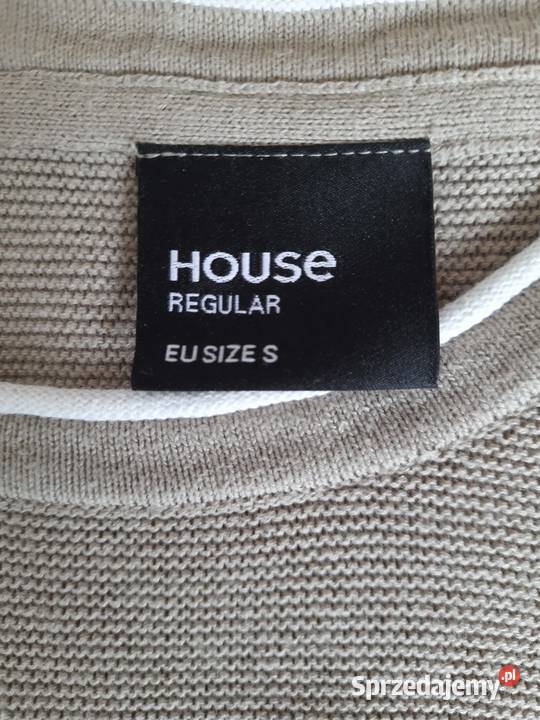 HOUSe
REGULAR
EU SIZE S
Sprzedajemy.pl